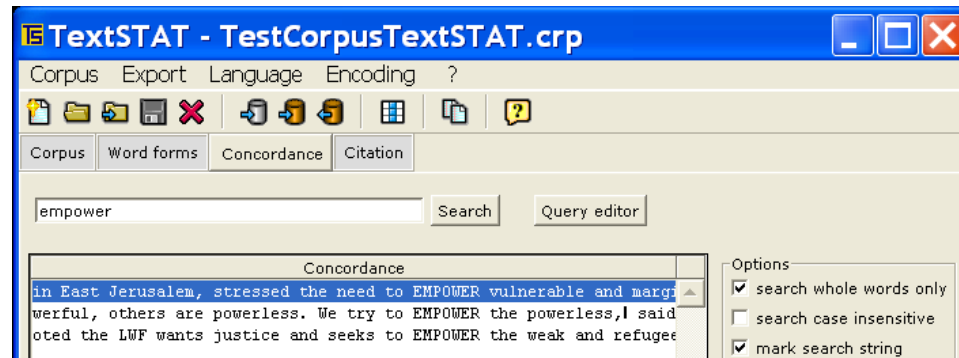 TextSTAT - TestCorpusTextSTAT.crp
Corpus Export Language Encoding ?
Corpus Word forms Concordance Citation
empower Search Query editor
Concordance
in East Jerusalem, stressed the need to EMPOWER vulnerable and margi
werful, others are powerless. We try to EMPOWER the powerless, said
oted the LWF wants justice and seeks to EMPOWER the weak and refugee
Options
search whole words only
search case insensitive
mark search string